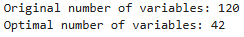 Original number of variables: 120
Optimal number of variables: 42